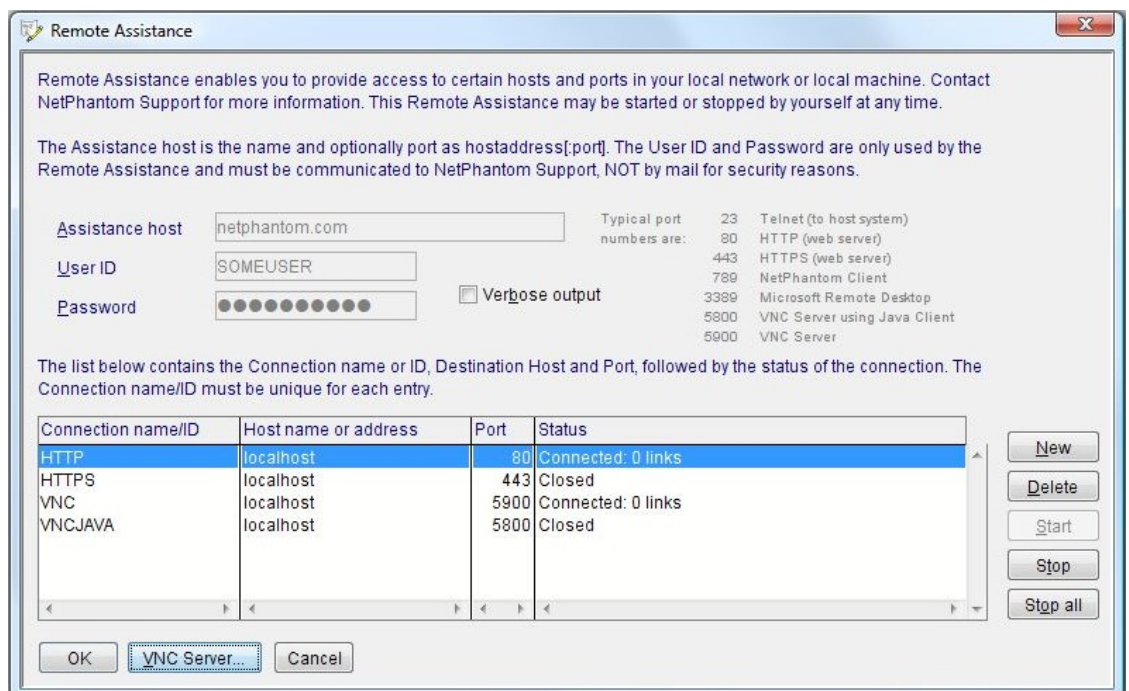 Remote Assistance
Remote Assistance enables you to provide access to certain hosts and ports in your local network or local machine. Contact
NetPhantom Support for more information. This Remote Assistance may be started or stopped by yourself at any time.
The Assistance host is the name and optionally port as hostaddress[:port]. The User ID and Password are only used by the
Remote Assistance and must be communicated to NetPhantom Support, NOT by mail for security reasons.
Assistance host netphantom.com
User ID SOMEUSER
Password ●●●●●●●●●●
Verbose output
Typical port 23 Telnet (to host system)
numbers are: 80 HTTP (web server)
443 HTTPS (web server)
789 NetPhantom Client
3389 Microsoft Remote Desktop
5800 VNC Server using Java Client
5900 VNC Server
The list below contains the Connection name or ID, Destination Host and Port, followed by the status of the connection. The
Connection name/ID must be unique for each entry.
Connection name/ID Host name or address Port Status
HTTP localhost 80 Connected: 0 links
HTTPS localhost 443 Closed
VNC localhost 5900 Connected: 0 links
VNCJAVA localhost 5800 Closed
New
Delete
Start
Stop
Stop all
OK VNC Server... Cancel